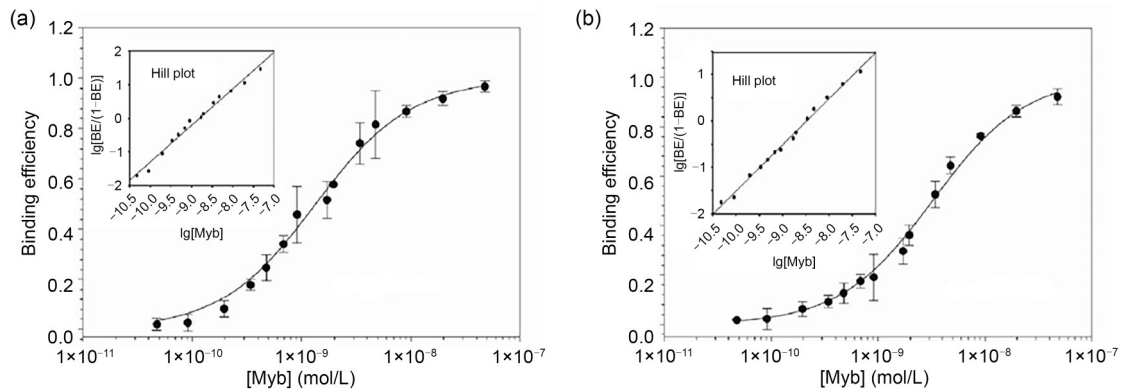 (a)
1.2
1.0
0.8
0.6
0.4
0.2
0.0
Binding efficiency
1×10⁻¹¹ 1×10⁻¹⁰ 1×10⁻⁹ 1×10⁻⁸ 1×10⁻⁷
[Myb] (mol/L)
Hill plot
2
1
0
−1
−2
lg[BE/(1−BE)]
−10.5 −10.0 −9.5 −9.0 −8.5 −8.0 −7.5 −7.0
lg[Myb]
(b)
1.2
1.0
0.8
0.6
0.4
0.2
0.0
Binding efficiency
1×10⁻¹¹ 1×10⁻¹⁰ 1×10⁻⁹ 1×10⁻⁸ 1×10⁻⁷
[Myb] (mol/L)
Hill plot
1
0
−1
−2
lg[BE/(1−BE)]
−10.5 −10.0 −9.5 −9.0 −8.5 −8.0 −7.5 −7.0
lg[Myb]